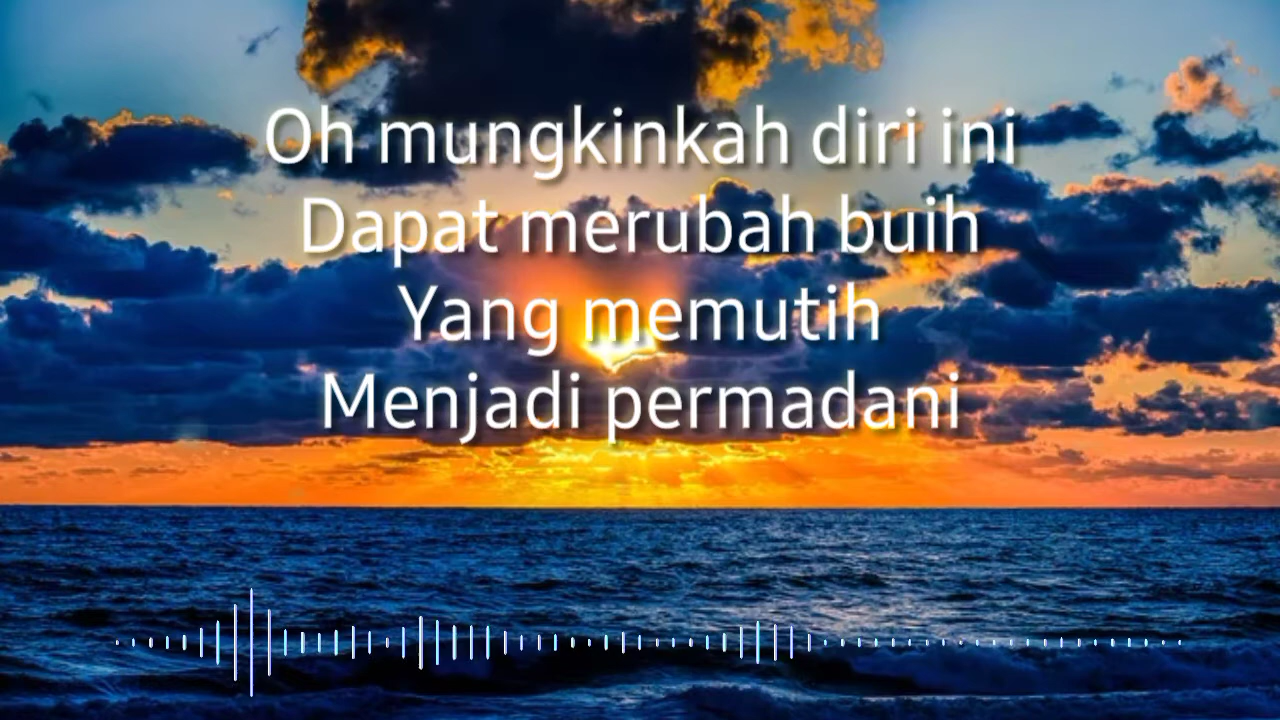 Oh mungkinkah diri ini
Dapat merubah buih
Yang memutih
Menjadi permadani